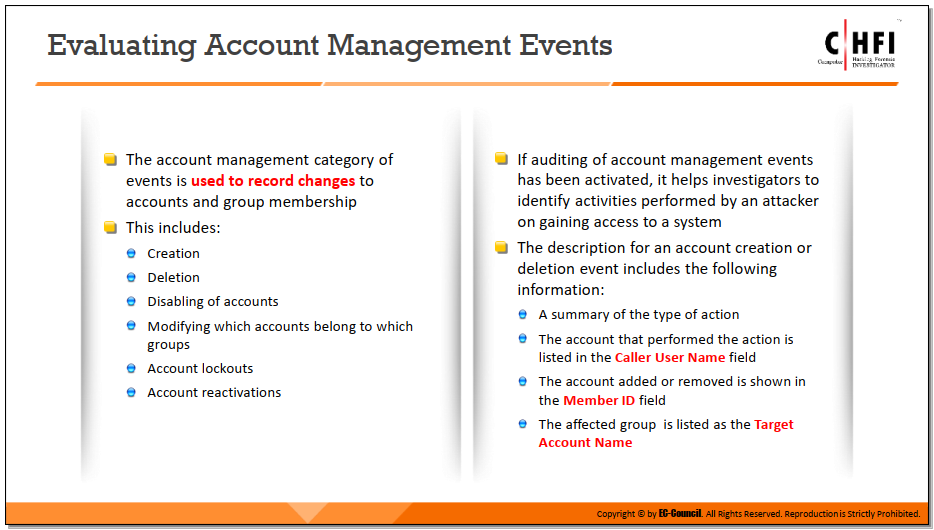 Evaluating Account Management Events
C HFI
Computer Hacking Forensic
INVESTIGATOR
The account management category of
events is used to record changes to
accounts and group membership
This includes:
Creation
Deletion
Disabling of accounts
Modifying which accounts belong to which
groups
Account lockouts
Account reactivations
If auditing of account management events
has been activated, it helps investigators to
identify activities performed by an attacker
on gaining access to a system
The description for an account creation or
deletion event includes the following
information:
A summary of the type of action
The account that performed the action is
listed in the Caller User Name field
The account added or removed is shown in
the Member ID field
The affected group is listed as the Target
Account Name
Copyright © by EC-Council. All Rights Reserved. Reproduction is Strictly Prohibited.